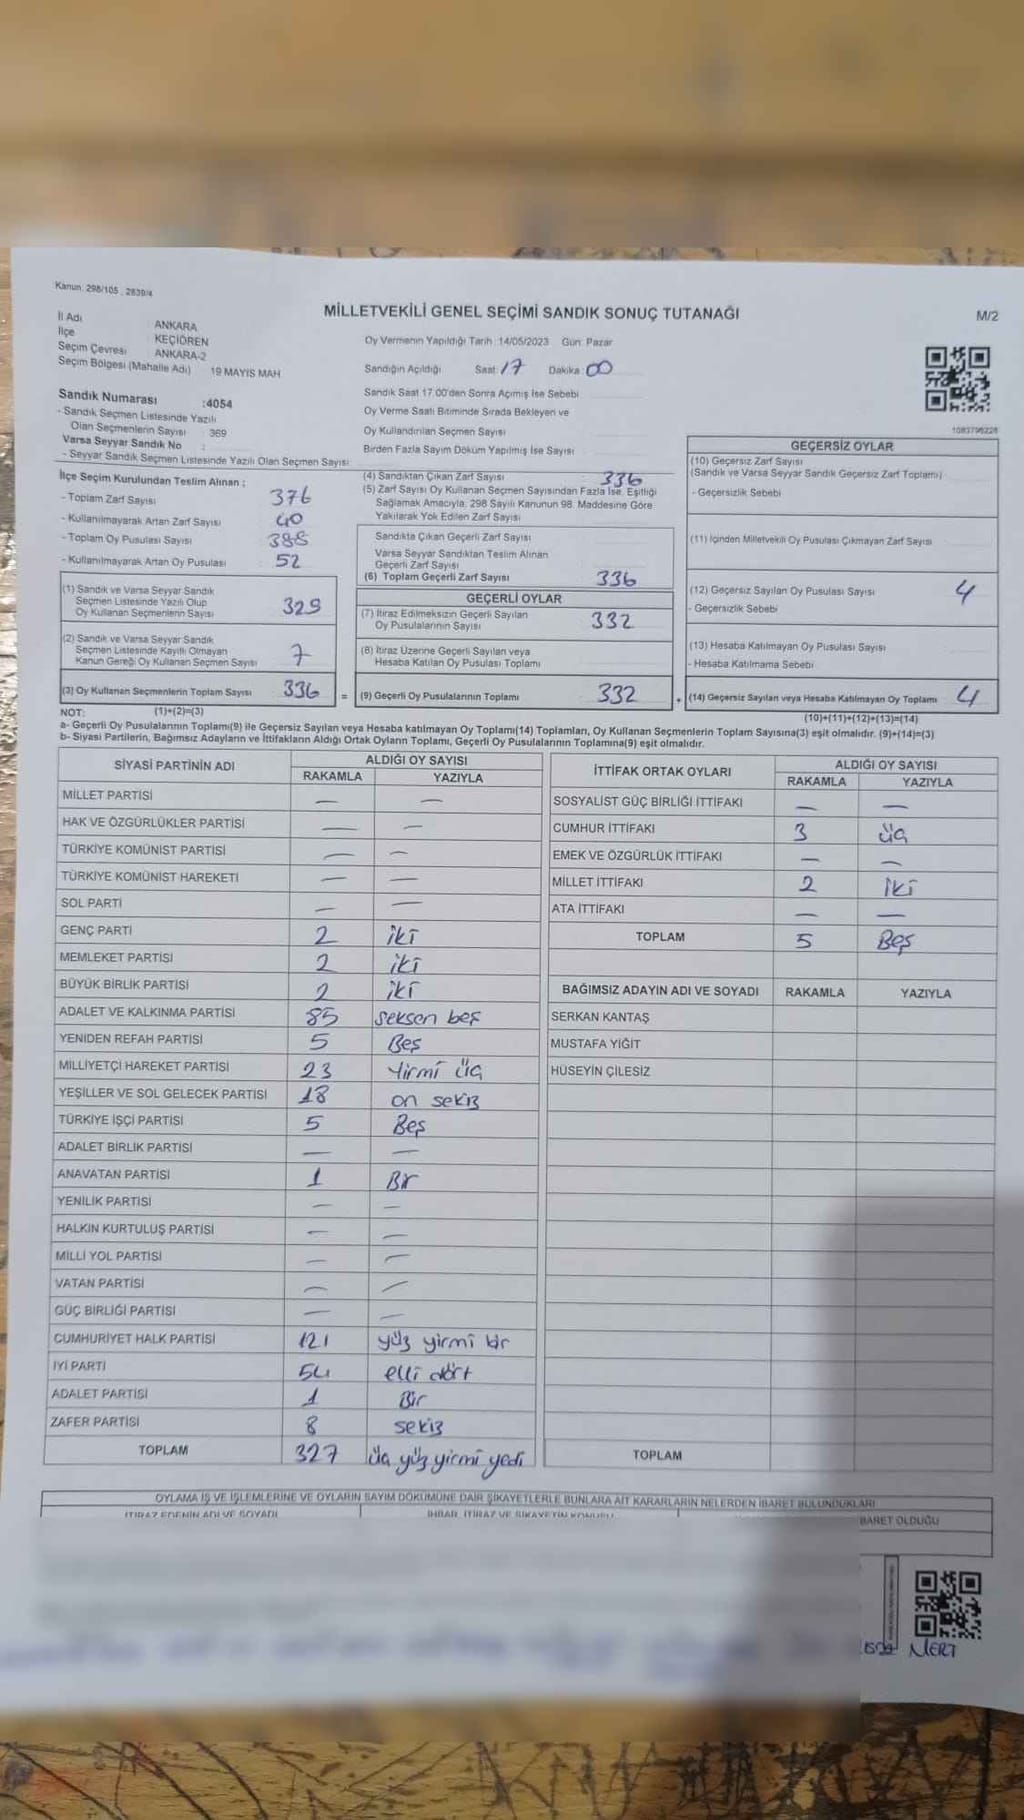 Kanun: 298/105 , 2839/4
MİLLETVEKİLİ GENEL SEÇİMİ SANDIK SONUÇ TUTANAĞI
M/2
İl Adı ANKARA
İlçe KEÇİÖREN
Seçim Çevresi ANKARA-2
Seçim Bölgesi (Mahalle Adı) 19 MAYIS MAH
Oy Vermenin Yapıldığı Tarih :14/05/2023 Gün: Pazar
Sandığın Açıldığı Saat: 17 Dakika: 00
Sandık Saat 17.00'den Sonra Açımış İse Sebebi
Oy Verme Saati Bitiminde Sırada Bekleyen ve
Oy Kullandırılan Seçmen Sayısı
Birden Fazla Sayım Döküm Yapılmış İse Sayısı
1083796228
Sandık Numarası :4054
- Sandık Seçmen Listesinde Yazılı
Olan Seçmenlerin Sayısı : 369
Varsa Seyyar Sandık No :
- Seyyar Sandık Seçmen Listesinde Yazılı Olan Seçmen Sayısı:
İlçe Seçim Kurulundan Teslim Alınan ;
- Toplam Zarf Sayısı 376
- Kullanılmayarak Artan Zarf Sayısı 40
- Toplam Oy Pusulası Sayısı 388
- Kullanılmayarak Artan Oy Pusulası 52
(1) Sandık ve Varsa Seyyar Sandık
Seçmen Listesinde Yazılı Olup
Oy Kullanan Seçmenlerin Sayısı 329
(2) Sandık ve Varsa Seyyar Sandık
Seçmen Listesinde Kayıtlı Olmayan
Kanun Gereği Oy Kullanan Seçmen Sayısı 7
(3) Oy Kullanan Seçmenlerin Toplam Sayısı 336 =
(4) Sandıktan Çıkan Zarf Sayısı 336
(5) Zarf Sayısı Oy Kullanan Seçmen Sayısından Fazla İse, Eşitliği
Sağlamak Amacıyla, 298 Sayılı Kanunun 98. Maddesine Göre
Yakılarak Yok Edilen Zarf Sayısı
Sandıkta Çıkan Geçerli Zarf Sayısı
Varsa Seyyar Sandıktan Teslim Alınan
Geçerli Zarf Sayısı
(6) Toplam Geçerli Zarf Sayısı 336
GEÇERLİ OYLAR
(7) İtiraz Edilmeksizin Geçerli Sayılan
Oy Pusulalarının Sayısı 332
(8) İtiraz Üzerine Geçerli Sayılan veya
Hesaba Katılan Oy Pusulası Toplamı
(9) Geçerli Oy Pusulalarının Toplamı 332 +
GEÇERSİZ OYLAR
(10) Geçersiz Zarf Sayısı
(Sandık ve Varsa Seyyar Sandık Geçersiz Zarf Toplamı)
- Geçersizlik Sebebi
(11) İçinden Milletvekili Oy Pusulası Çıkmayan Zarf Sayısı
(12) Geçersiz Sayılan Oy Pusulası Sayısı 4
- Geçersizlik Sebebi
(13) Hesaba Katılmayan Oy Pusulası Sayısı
- Hesaba Katılmama Sebebi
(14) Geçersiz Sayılan veya Hesaba Katılmayan Oy Toplamı 4
NOT: (1)+(2)=(3) (10)+(11)+(12)+(13)=(14)
a- Geçerli Oy Pusulalarının Toplamı(9) ile Geçersiz Sayılan veya Hesaba katılmayan Oy Toplamı(14) Toplamları, Oy Kullanan Seçmenlerin Toplam Sayısına(3) eşit olmalıdır. (9)+(14)=(3)
b- Siyasi Partilerin, Bağımsız Adayların ve İttifakların Aldığı Ortak Oyların Toplamı, Geçerli Oy Pusulalarının Toplamına(9) eşit olmalıdır.
SİYASİ PARTİNİN ADI ALDIĞI OY SAYISI
RAKAMLA YAZIYLA
MİLLET PARTİSİ — —
HAK VE ÖZGÜRLÜKLER PARTİSİ — —
TÜRKİYE KOMÜNİST PARTİSİ — —
TÜRKİYE KOMÜNİST HAREKETİ — —
SOL PARTİ — —
GENÇ PARTİ 2 iki
MEMLEKET PARTİSİ 2 iki
BÜYÜK BİRLİK PARTİSİ 2 iki
ADALET VE KALKINMA PARTİSİ 85 seksen beş
YENİDEN REFAH PARTİSİ 5 Beş
MİLLİYETÇİ HAREKET PARTİSİ 23 Yirmi üç
YEŞİLLER VE SOL GELECEK PARTİSİ 18 on sekiz
TÜRKİYE İŞÇİ PARTİSİ 5 Beş
ADALET BİRLİK PARTİSİ — —
ANAVATAN PARTİSİ 1 Bir
YENİLİK PARTİSİ — —
HALKIN KURTULUŞ PARTİSİ — —
MİLLİ YOL PARTİSİ — —
VATAN PARTİSİ — —
GÜÇ BİRLİĞİ PARTİSİ — —
CUMHURİYET HALK PARTİSİ 121 yüz yirmi bir
İYİ PARTİ 54 elli dört
ADALET PARTİSİ 1 Bir
ZAFER PARTİSİ 8 sekiz
TOPLAM 327 üç yüz yirmi yedi
İTTİFAK ORTAK OYLARI ALDIĞI OY SAYISI
RAKAMLA YAZIYLA
SOSYALİST GÜÇ BİRLİĞİ İTTİFAKI — —
CUMHUR İTTİFAKI 3 üç
EMEK VE ÖZGÜRLÜK İTTİFAKI — —
MİLLET İTTİFAKI 2 iki
ATA İTTİFAKI — —
TOPLAM 5 Beş
BAĞIMSIZ ADAYIN ADI VE SOYADI RAKAMLA YAZIYLA
SERKAN KANTAŞ
MUSTAFA YİĞİT
HÜSEYİN ÇİLESİZ
TOPLAM
OYLAMA İŞ VE İŞLEMLERİNE VE OYLARIN SAYIM DÖKÜMÜNE DAİR ŞİKAYETLERLE BUNLARA AİT KARARLARIN NELERDEN İBARET BULUNDUKLARI
İTİRAZ EDENİN ADI VE SOYADI İHBAR, İTİRAZ VE ŞİKAYETİN KONUSU BARET OLDUĞU
MERT